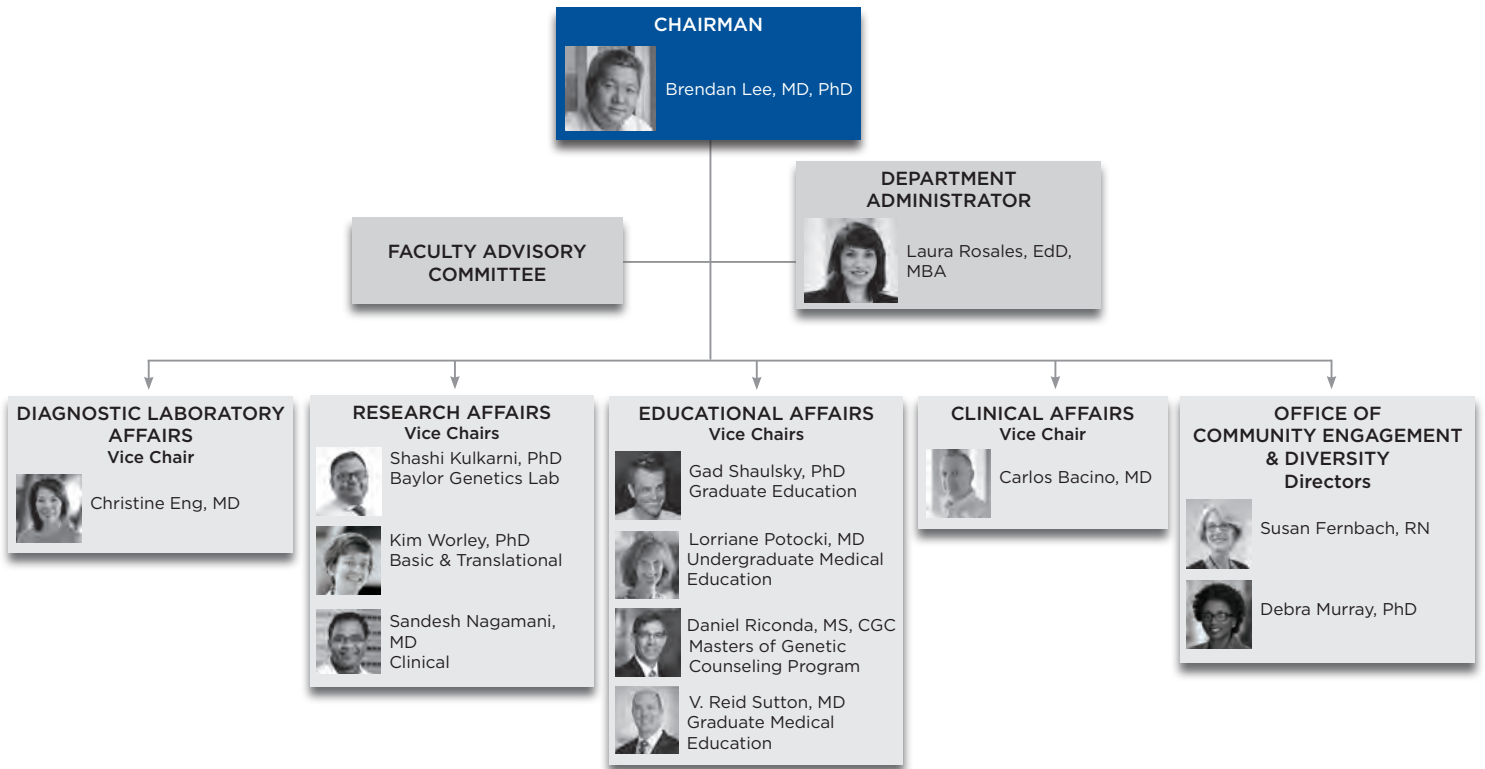 CHAIRMAN
Brendan Lee, MD, PhD
DEPARTMENT
ADMINISTRATOR
Laura Rosales, EdD,
MBA
FACULTY ADVISORY
COMMITTEE
DIAGNOSTIC LABORATORY
AFFAIRS
Vice Chair
Christine Eng, MD
RESEARCH AFFAIRS
Vice Chairs
Shashi Kulkarni, PhD
Baylor Genetics Lab
Kim Worley, PhD
Basic & Translational
Sandesh Nagamani,
MD
Clinical
EDUCATIONAL AFFAIRS
Vice Chairs
Gad Shaulsky, PhD
Graduate Education
Lorriane Potocki, MD
Undergraduate Medical
Education
Daniel Riconda, MS, CGC
Masters of Genetic
Counseling Program
V. Reid Sutton, MD
Graduate Medical
Education
CLINICAL AFFAIRS
Vice Chair
Carlos Bacino, MD
OFFICE OF
COMMUNITY ENGAGEMENT
& DIVERSITY
Directors
Susan Fernbach, RN
Debra Murray, PhD